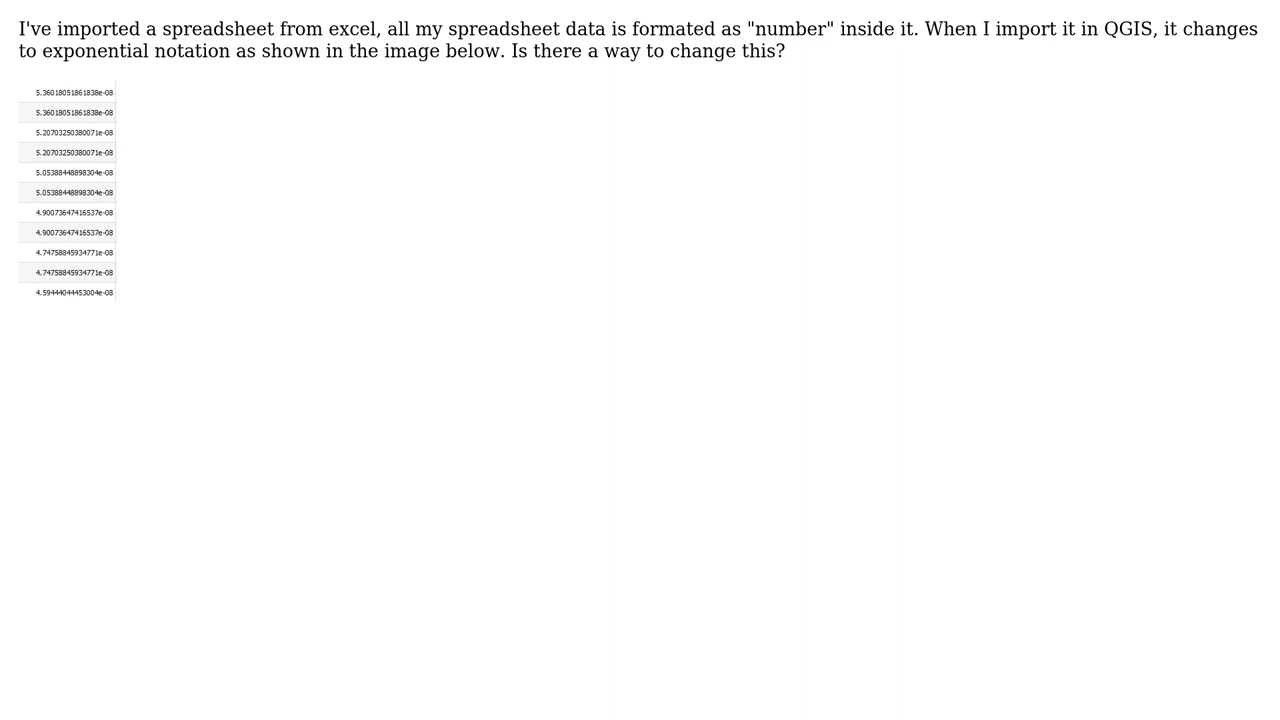 I've imported a spreadsheet from excel, all my spreadsheet data is formated as "number" inside it. When I import it in QGIS, it changes
to exponential notation as shown in the image below. Is there a way to change this?
5.36018051861838e-08
5.36018051861838e-08
5.20703250380071e-08
5.20703250380071e-08
5.05388448898304e-08
5.05388448898304e-08
4.90073647416537e-08
4.90073647416537e-08
4.74758845934771e-08
4.74758845934771e-08
4.59444044453004e-08